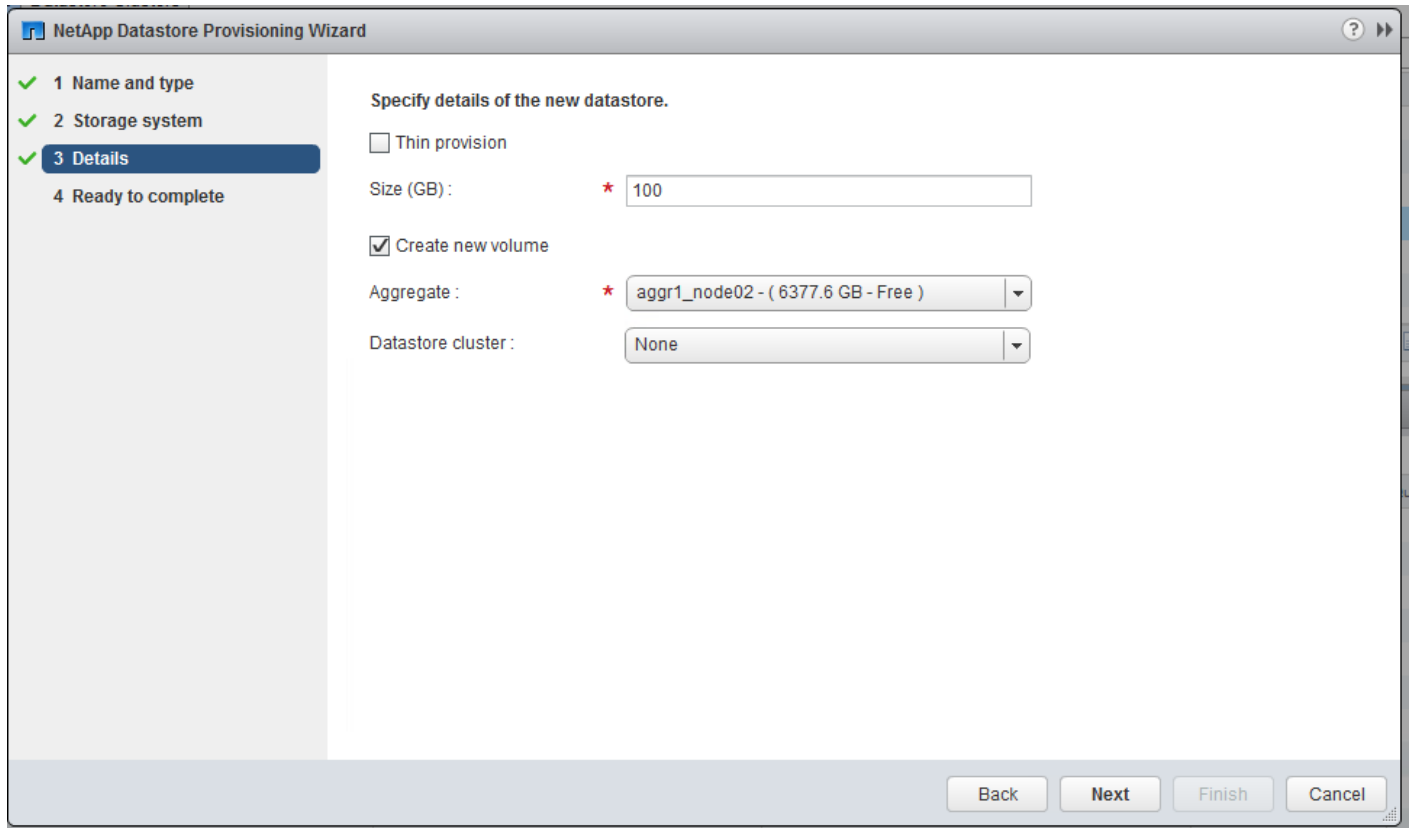 NetApp Datastore Provisioning Wizard
1 Name and type
2 Storage system
3 Details
4 Ready to complete
Specify details of the new datastore.
Thin provision
Size (GB) : * 100
Create new volume
Aggregate : * aggr1_node02 - ( 6377.6 GB - Free )
Datastore cluster : None
Back Next Finish Cancel